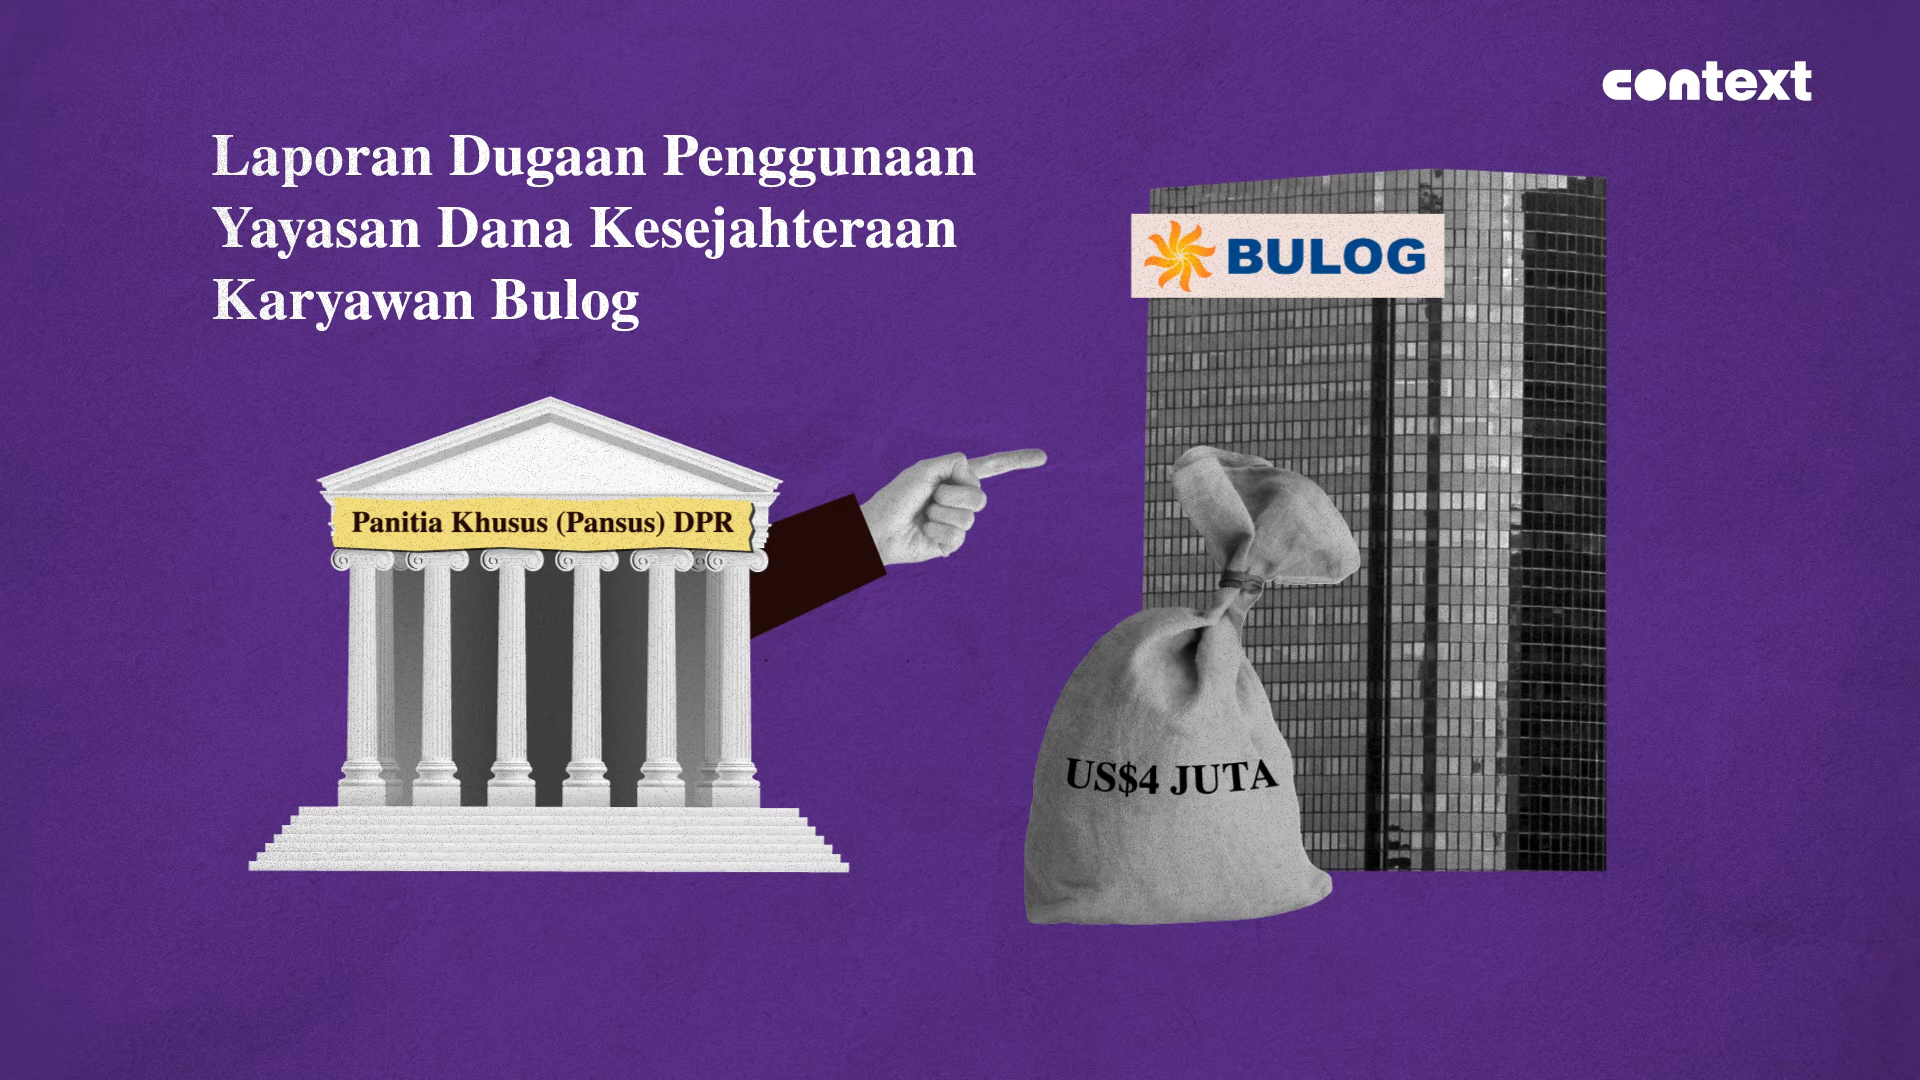 context
Laporan Dugaan Penggunaan
Yayasan Dana Kesejahteraan
Karyawan Bulog
BULOG
Panitia Khusus (Pansus) DPR
US$4 JUTA